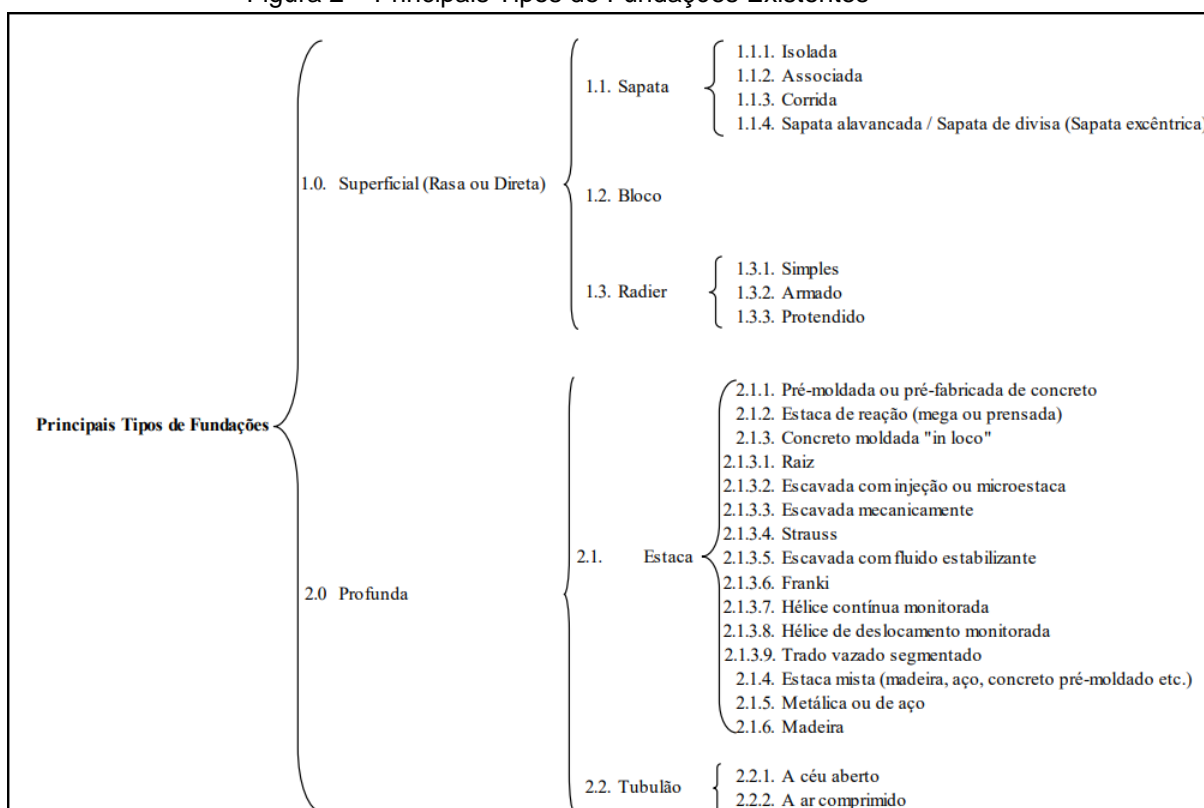 Figura 2 – Principais Tipos de Fundações Existentes
Principais Tipos de Fundações
1.0. Superficial (Rasa ou Direta)
1.1. Sapata
1.1.1. Isolada
1.1.2. Associada
1.1.3. Corrida
1.1.4. Sapata alavancada / Sapata de divisa (Sapata excêntrica)
1.2. Bloco
1.3. Radier
1.3.1. Simples
1.3.2. Armado
1.3.3. Protendido
2.0 Profunda
2.1. Estaca
2.1.1. Pré-moldada ou pré-fabricada de concreto
2.1.2. Estaca de reação (mega ou prensada)
2.1.3. Concreto moldada "in loco"
2.1.3.1. Raiz
2.1.3.2. Escavada com injeção ou microestaca
2.1.3.3. Escavada mecanicamente
2.1.3.4. Strauss
2.1.3.5. Escavada com fluido estabilizante
2.1.3.6. Franki
2.1.3.7. Hélice contínua monitorada
2.1.3.8. Hélice de deslocamento monitorada
2.1.3.9. Trado vazado segmentado
2.1.4. Estaca mista (madeira, aço, concreto pré-moldado etc.)
2.1.5. Metálica ou de aço
2.1.6. Madeira
2.2. Tubulão
2.2.1. A céu aberto
2.2.2. A ar comprimido